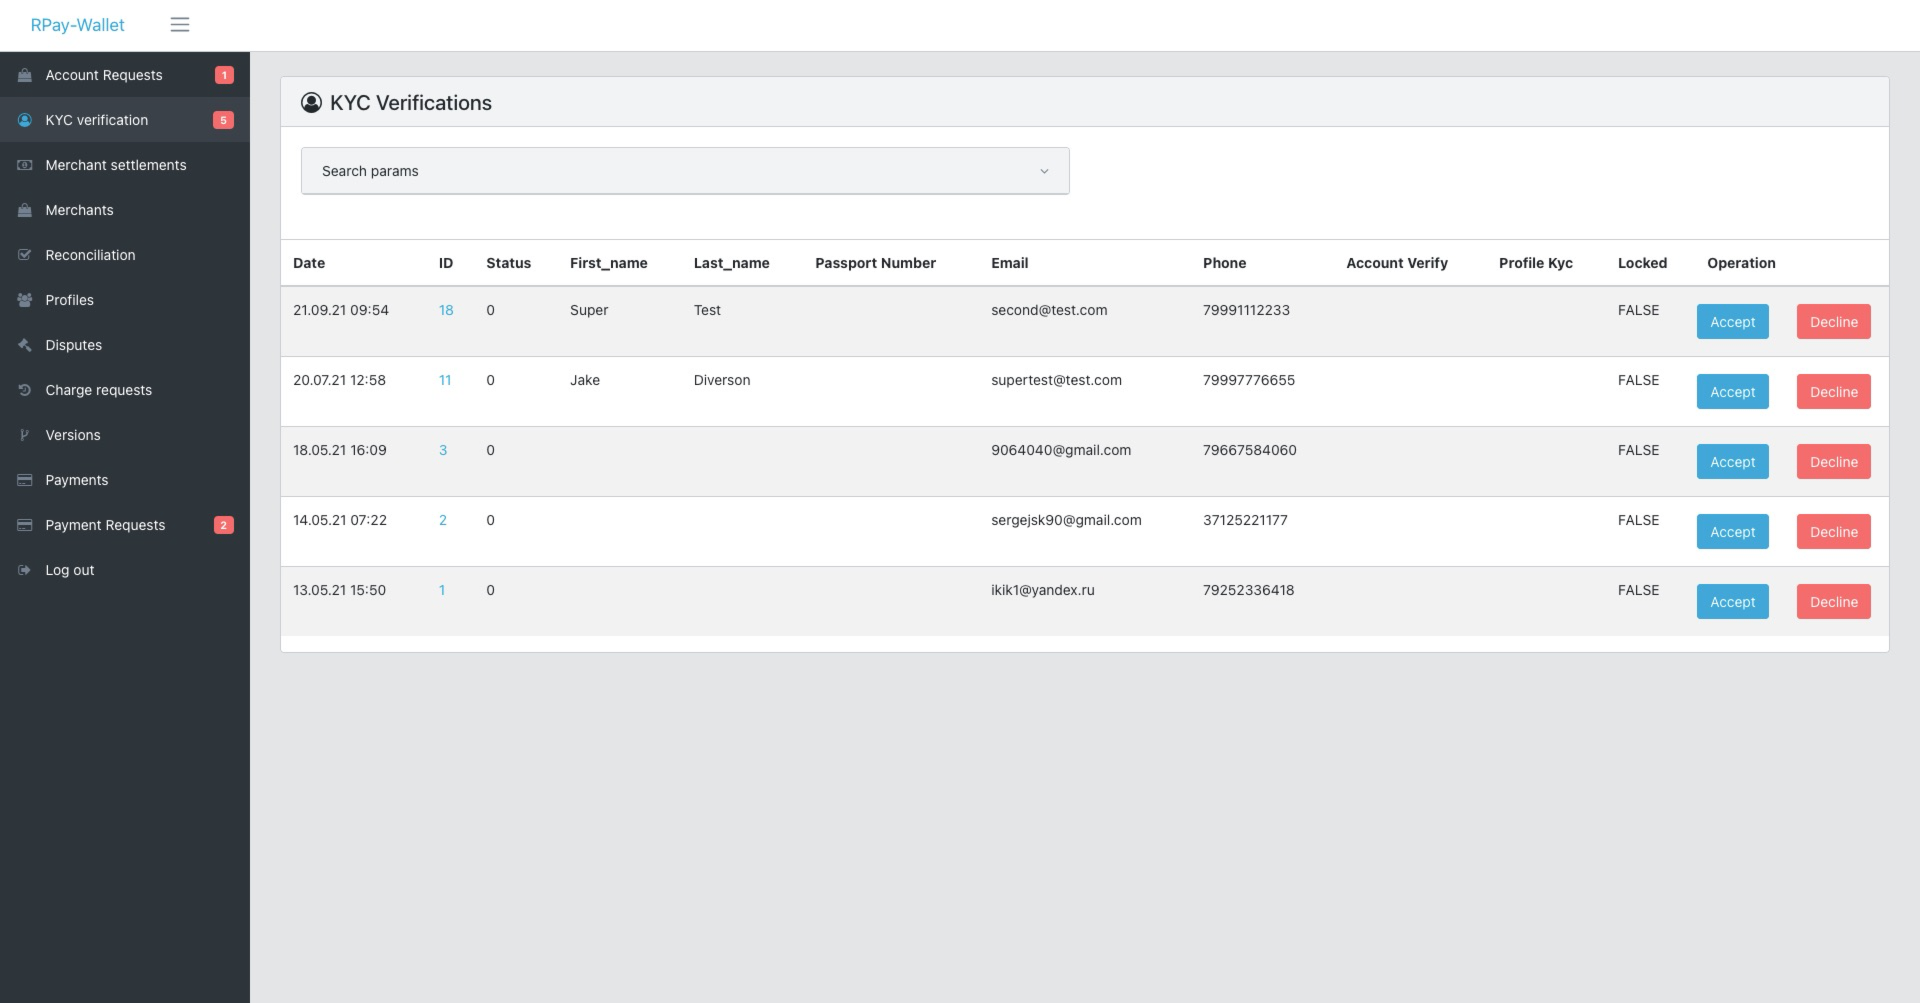 RPay-Wallet
Account Requests 1
KYC verification 5
Merchant settlements
Merchants
Reconciliation
Profiles
Disputes
Charge requests
Versions
Payments
Payment Requests 2
Log out
KYC Verifications
Search params
Date ID Status First_name Last_name Passport Number Email Phone Account Verify Profile Kyc Locked Operation
21.09.21 09:54 18 0 Super Test second@test.com 79991112233 FALSE Accept Decline
20.07.21 12:58 11 0 Jake Diverson supertest@test.com 79997776655 FALSE Accept Decline
18.05.21 16:09 3 0 9064040@gmail.com 79667584060 FALSE Accept Decline
14.05.21 07:22 2 0 sergejsk90@gmail.com 37125221177 FALSE Accept Decline
13.05.21 15:50 1 0 ikik1@yandex.ru 79252336418 FALSE Accept Decline